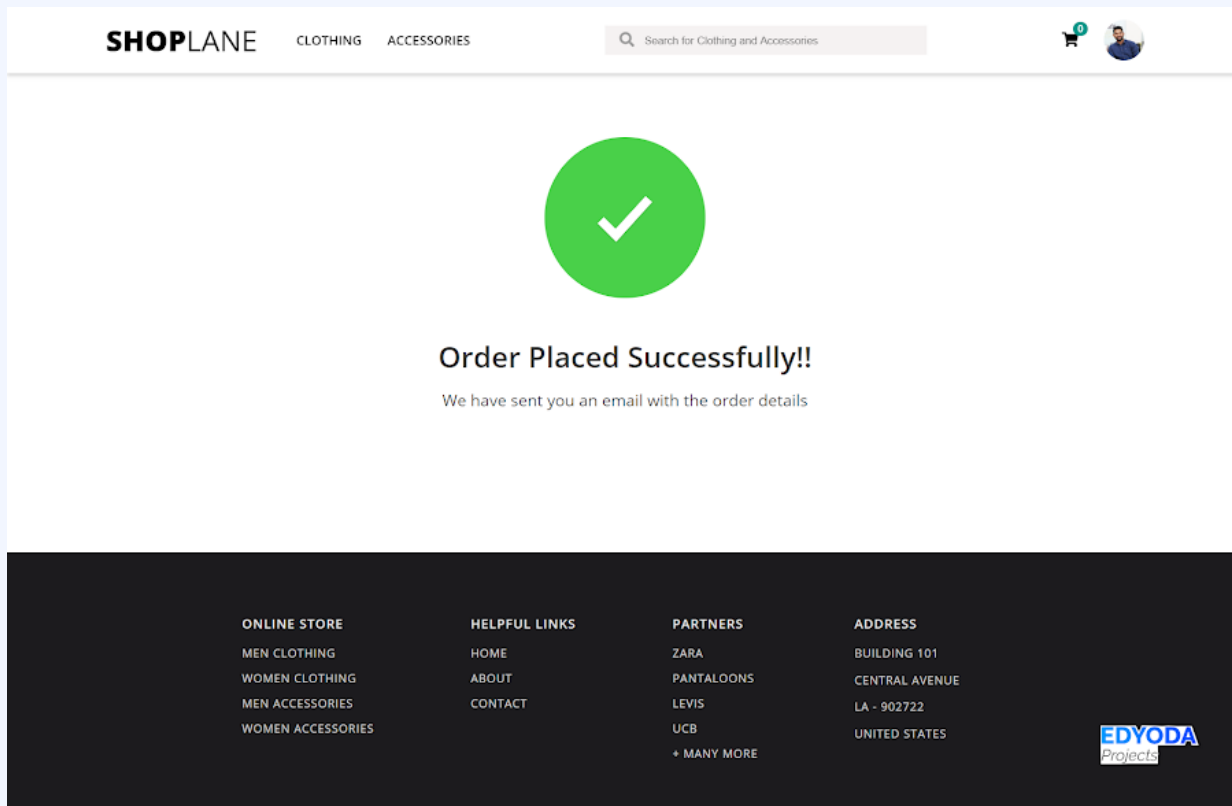 SHOPLANE CLOTHING ACCESSORIES Search for Clothing and Accessories 0
Order Placed Successfully!!
We have sent you an email with the order details
ONLINE STORE
MEN CLOTHING
WOMEN CLOTHING
MEN ACCESSORIES
WOMEN ACCESSORIES
HELPFUL LINKS
HOME
ABOUT
CONTACT
PARTNERS
ZARA
PANTALOONS
LEVIS
UCB
+ MANY MORE
ADDRESS
BUILDING 101
CENTRAL AVENUE
LA - 902722
UNITED STATES
EDYODA
Projects